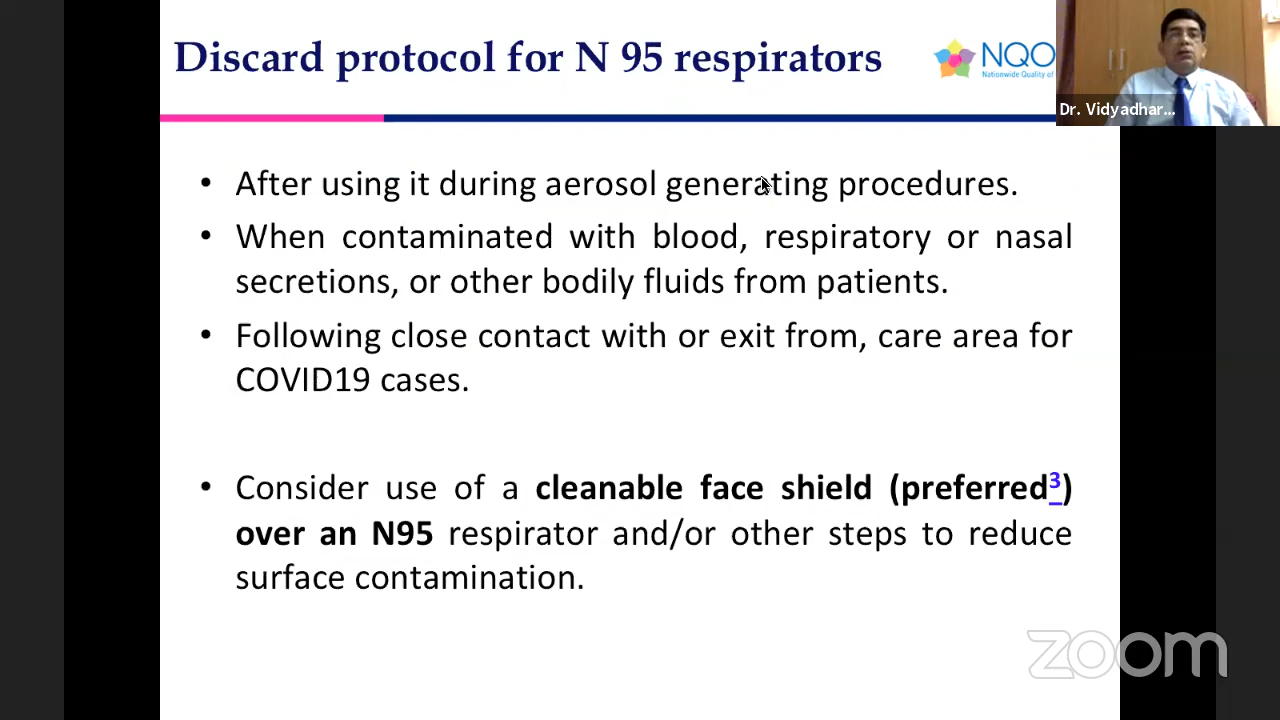 Discard protocol for N 95 respirators
NQO
Nationwide Quality of
Dr. Vidyadhar...
• After using it during aerosol generating procedures.
• When contaminated with blood, respiratory or nasal
secretions, or other bodily fluids from patients.
• Following close contact with or exit from, care area for
COVID19 cases.
• Consider use of a cleanable face shield (preferred3)
over an N95 respirator and/or other steps to reduce
surface contamination.
zoom